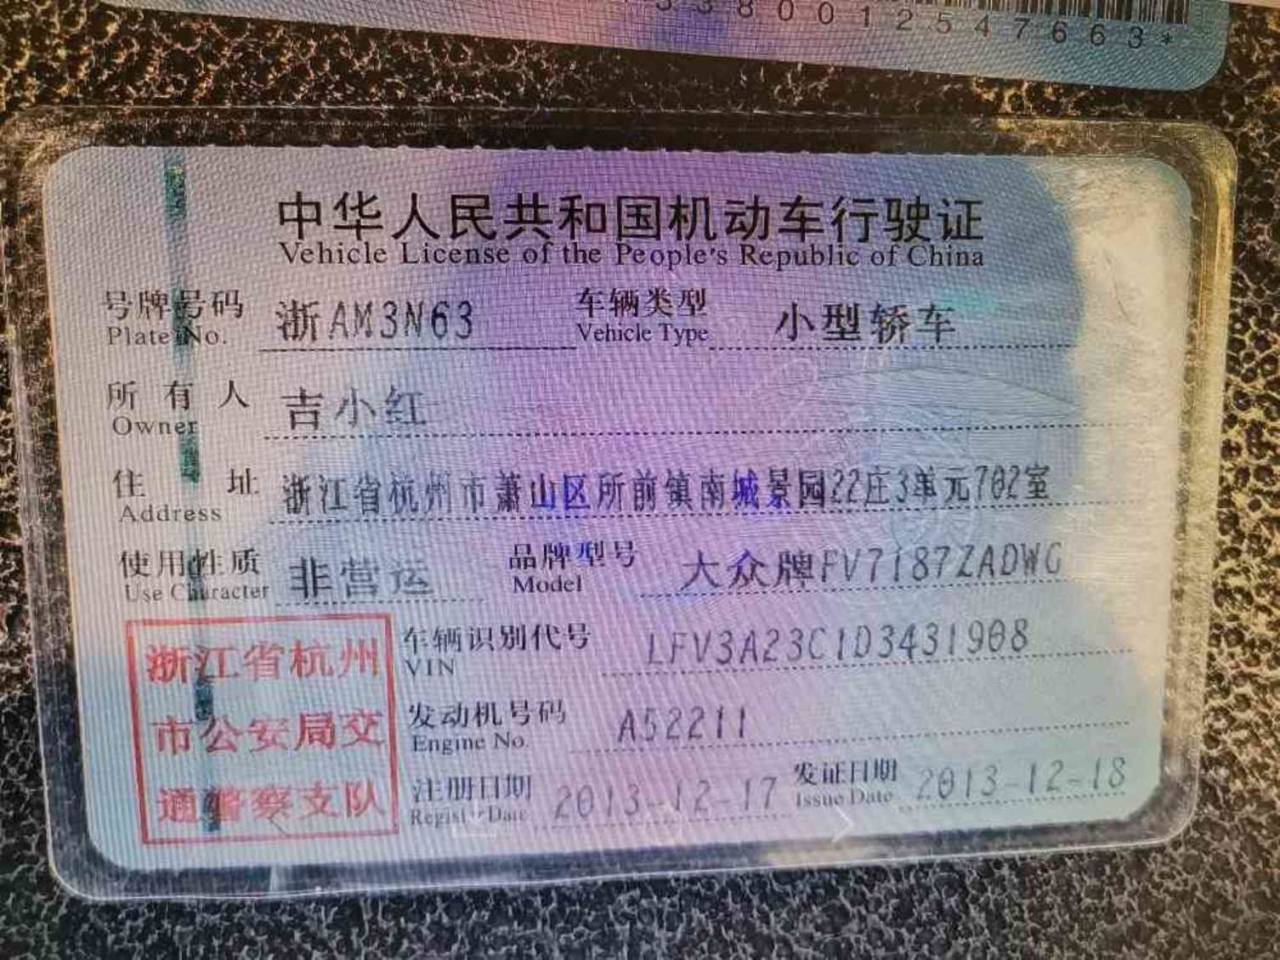 3380012547663*
中华人民共和国机动车行驶证
Vehicle License of the People's Republic of China
号牌号码 浙AM3N63 车辆类型 小型轿车
Plate No. Vehicle Type
所有人 吉小红
Owner
住址 浙江省杭州市萧山区所前镇南城景园22庄3单元702室
Address
使用性质 非营运 品牌型号 大众牌FV7187ZADWG
Use Character Model
浙江省杭州
市公安局交
通警察支队
车辆识别代号 LFV3A23C1D3431908
VIN
发动机号码 A52211
Engine No.
注册日期 2013-12-17 发证日期 2013-12-18
Register Date Issue Date